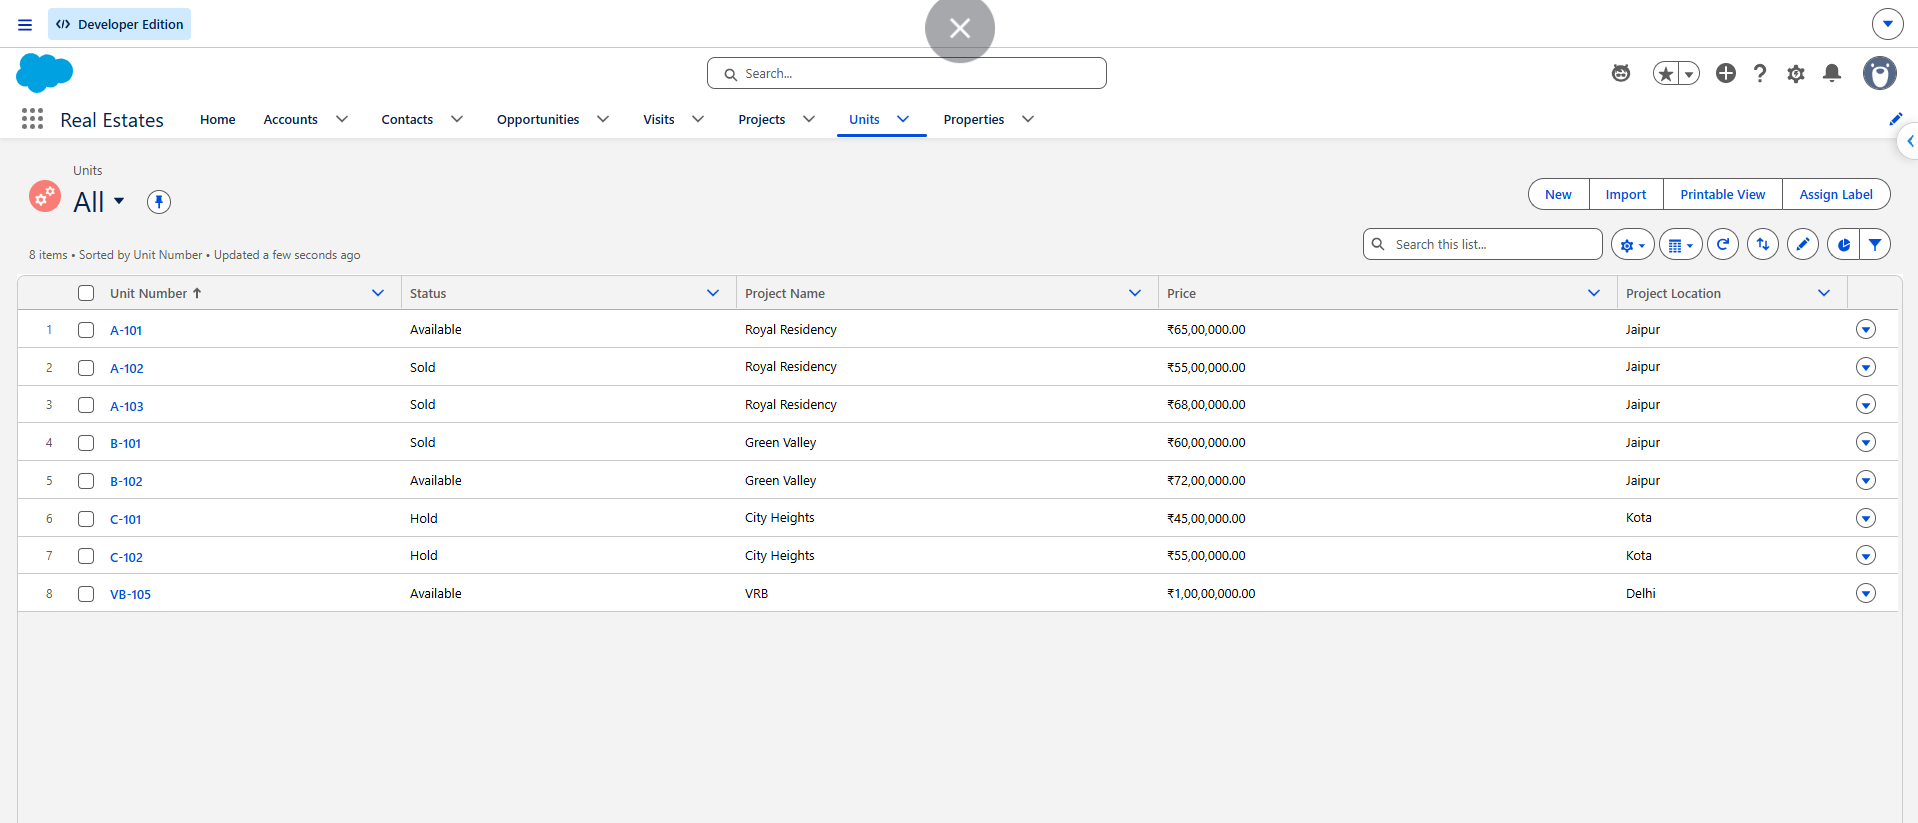 Developer Edition
Search...
Real Estates Home Accounts Contacts Opportunities Visits Projects Units Properties
Units
All
New Import Printable View Assign Label
8 items • Sorted by Unit Number • Updated a few seconds ago
Search this list...
Unit Number Status Project Name Price Project Location
1 A-101 Available Royal Residency ₹65,00,000.00 Jaipur
2 A-102 Sold Royal Residency ₹55,00,000.00 Jaipur
3 A-103 Sold Royal Residency ₹68,00,000.00 Jaipur
4 B-101 Sold Green Valley ₹60,00,000.00 Jaipur
5 B-102 Available Green Valley ₹72,00,000.00 Jaipur
6 C-101 Hold City Heights ₹45,00,000.00 Kota
7 C-102 Hold City Heights ₹55,00,000.00 Kota
8 VB-105 Available VRB ₹1,00,00,000.00 Delhi